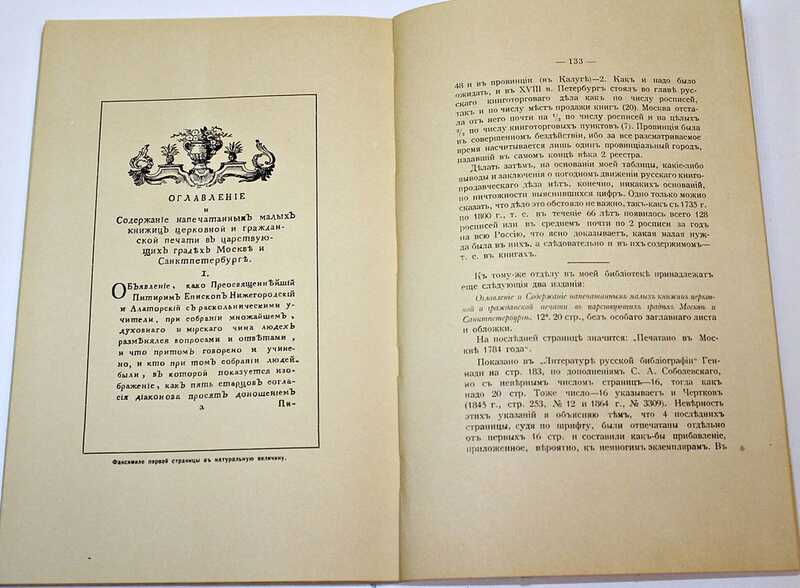 ОГЛАВЛЕНІЕ
и
Содержаніе напечатаннымъ малыхъ
книжицъ церковной и граждан-
ской печати въ царствую-
щихъ градѣхъ Москвѣ и
Санктпетербургѣ.
I.
Объявленіе, како Преосвященнѣйшій
Питиримъ Епископъ Нижегородскій
и Алаторскій съ раскольническими у-
чители, при собраніи множайшемъ,
духовнаго и мірскаго чина людехъ
размѣнялся вопросами и отвѣтами,
и что притомъ говорено и учине-
но, и кто при томъ собраніи людей
были, въ которой показуется изо-
браженіе, какъ пять старцовъ согла-
сія діаконова просятъ доношеніемъ
а Пи-
Факсимиле первой страницы въ натуральную величину.
— 133 —
48 и въ провинціи (въ Калугѣ)—2. Какъ и надо было
ожидать, и въ XVIII в. Петербургъ стоялъ во главѣ рус-
скаго книготорговаго дѣла какъ по числу росписей,
такъ и по числу мѣстъ продажи книгъ (20). Москва отста-
ла отъ него почти на ¹/₂ по числу росписей и на цѣлыхъ
²/₃ по числу книготорговыхъ пунктовъ (7). Провинція была
въ совершенномъ бездѣйствіи, ибо за все разсматриваемое
время насчитывается лишь одинъ провинціальный городъ,
издавшій въ самомъ концѣ вѣка 2 реестра.
Дѣлать затѣмъ, на основаніи моей таблицы, какіе-либо
выводы и заключенія о погодномъ движеніи русскаго книго-
продавческаго дѣла нѣтъ, конечно, никакихъ основаній,
по ничтожности выяснившихся цифръ. Одно только можно
сказать, что дѣло это обстояло не важно, такъ-какъ съ 1735 г.
по 1800 г., т. е. въ теченіе 66 лѣтъ появилось всего 128
росписей или въ среднемъ почти по 2 росписи за годъ
на всю Россію, что ясно доказываетъ, какая малая нуж-
да была въ нихъ, а слѣдовательно и въ ихъ содержимомъ—
т. е. въ книгахъ.
Къ тому-же отдѣлу въ моей библіотекѣ принадлежатъ
еще слѣдующія два изданія:
Оглавленіе и Содержаніе напечатаннымъ малыхъ книжицъ церков-
ной и гражданской печати въ царствующихъ градѣхъ Москвѣ и
Санктпетербургѣ. 12°. 20 стр., безъ особаго заглавнаго листа
и обложки.
На послѣдней страницѣ значится: „Печатано въ Мос-
квѣ 1784 года“.
Показано въ „Литературѣ русской библіографіи“ Ген-
нади на стр. 183, по дополненіямъ С. А. Соболевскаго,
но съ невѣрнымъ числомъ страницъ—16, тогда какъ
надо 20 стр. Тоже число—16 указываетъ и Чертковъ
(1845 г., стр. 253, № 12 и 1864 г., № 3309). Невѣрность
этихъ указаній я объясняю тѣмъ, что 4 послѣднихъ
страницы, судя по шрифту, были отпечатаны отдѣльно
отъ первыхъ 16 стр. и составили какъ-бы прибавленіе,
приложенное, вѣроятно, къ немногимъ экземплярамъ. Въ